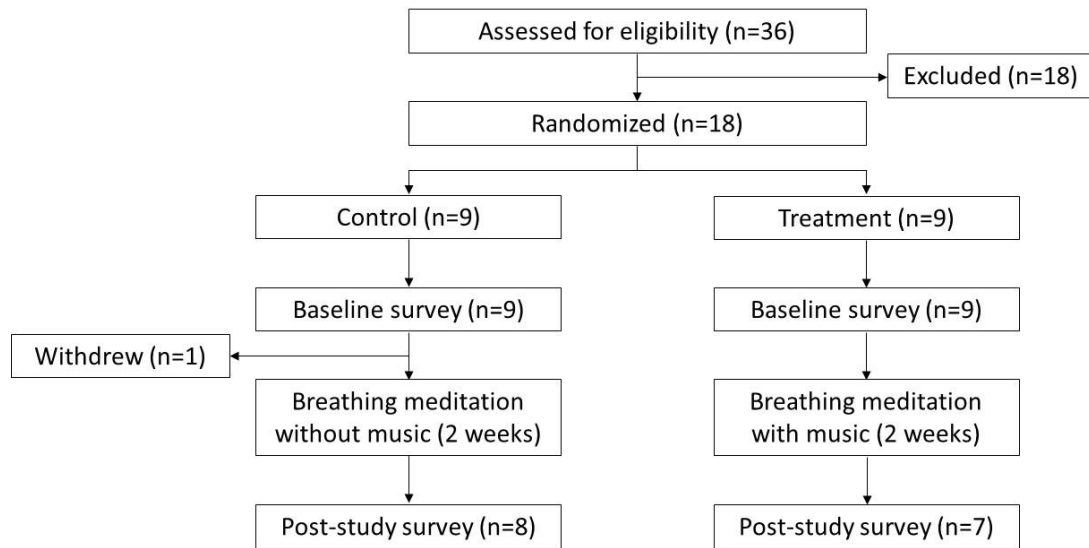 Assessed for eligibility (n=36)
Excluded (n=18)
Randomized (n=18)
Control (n=9)
Treatment (n=9)
Baseline survey (n=9)
Baseline survey (n=9)
Withdrew (n=1)
Breathing meditation
without music (2 weeks)
Breathing meditation
with music (2 weeks)
Post-study survey (n=8)
Post-study survey (n=7)